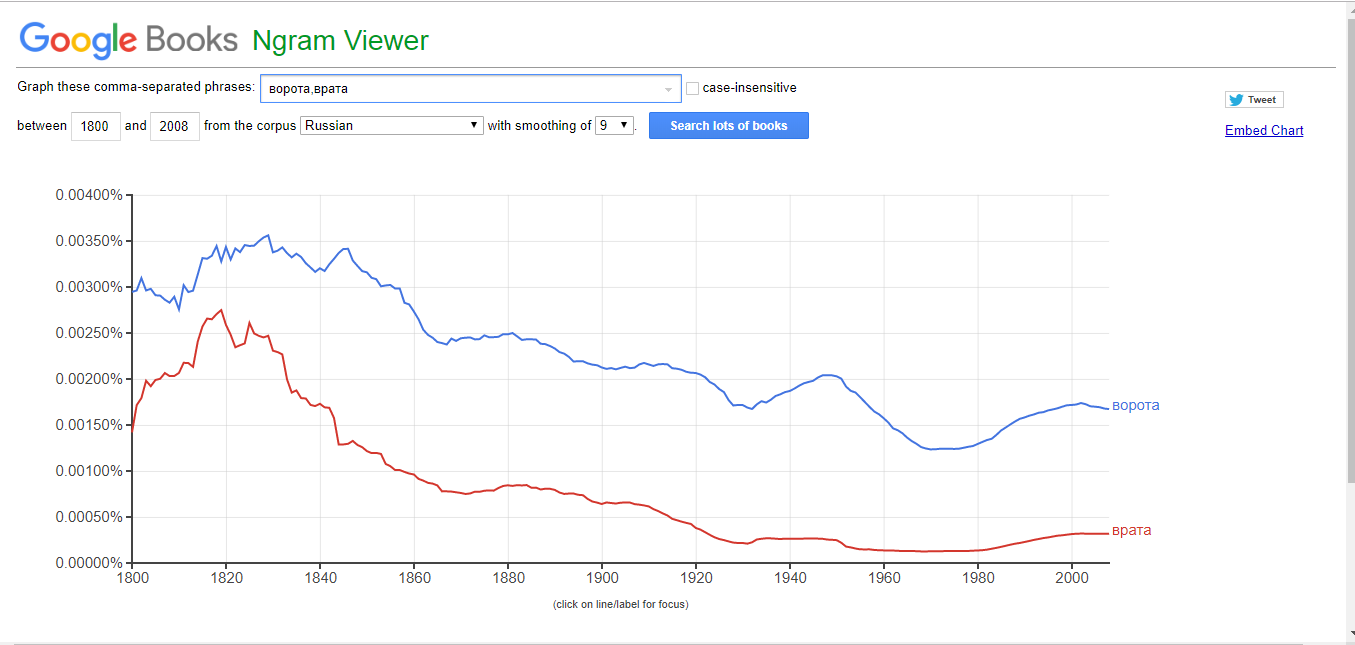 Google Books Ngram Viewer
Graph these comma-separated phrases: ворота,врата case-insensitive
Tweet
between 1800 and 2008 from the corpus Russian with smoothing of 9 . Search lots of books
Embed Chart
0.00400%
0.00350%
0.00300%
0.00250%
0.00200%
0.00150%
0.00100%
0.00050%
0.00000%
ворота
врата
1800 1820 1840 1860 1880 1900 1920 1940 1960 1980 2000
(click on line/label for focus)